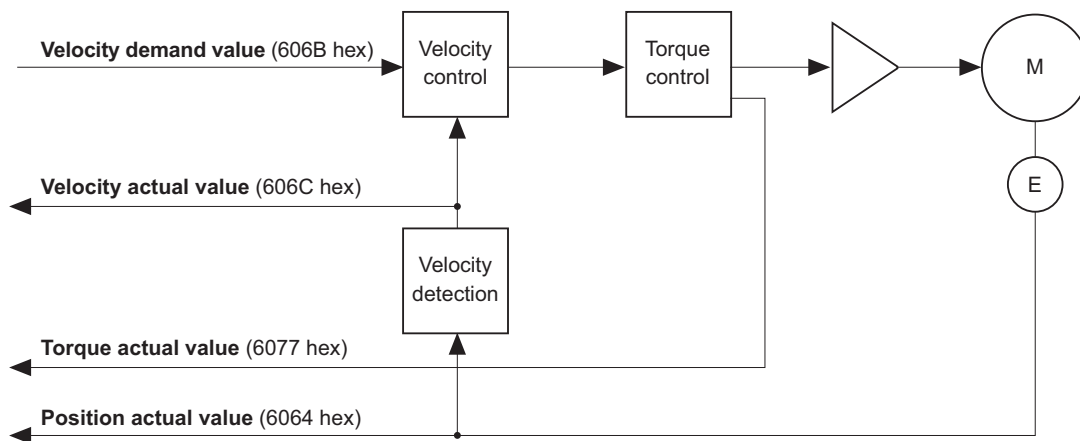 Velocity demand value (606B hex)
Velocity
control
Torque
control
M
Velocity actual value (606C hex)
E
Velocity
detection
Torque actual value (6077 hex)
Position actual value (6064 hex)